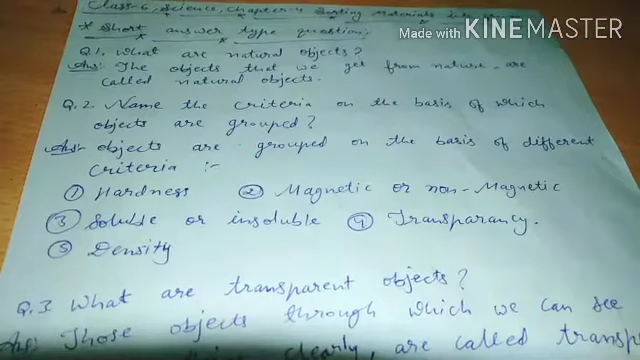 Class-6, Science, Chapter-4 Sorting Materials Into
* Short answer type question:
Made with KINEMASTER
Q.1. What are natural objects?
Ans:- The objects that we get from nature are
called natural objects.
Q.2. Name the criteria on the basis of which
objects are grouped?
Ans:- objects are grouped on the basis of different
criteria :-
① Hardness ② Magnetic or non-Magnetic
③ Soluble or insoluble ④ Transparancy.
⑤ Density
Q.3 What are transparent objects?
Ans: Those objects through which we can see
clearly, are called transp